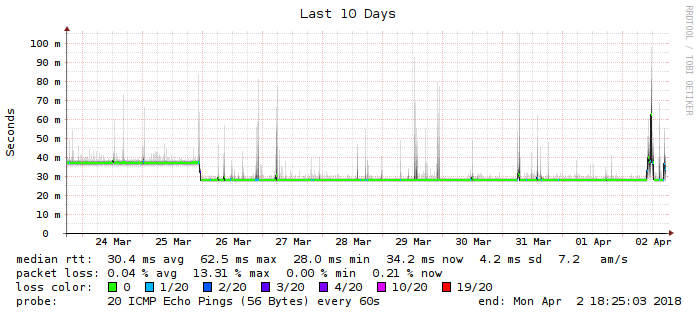 Last 10 Days
RRDTOOL / TOBI OETIKER
Seconds
100 m
90 m
80 m
70 m
60 m
50 m
40 m
30 m
20 m
10 m
0
24 Mar 25 Mar 26 Mar 27 Mar 28 Mar 29 Mar 30 Mar 31 Mar 01 Apr 02 Apr
median rtt: 30.4 ms avg 62.5 ms max 28.0 ms min 34.2 ms now 4.2 ms sd 7.2 am/s
packet loss: 0.04 % avg 13.31 % max 0.00 % min 0.21 % now
loss color: 0 1/20 2/20 3/20 4/20 10/20 19/20
probe: 20 ICMP Echo Pings (56 Bytes) every 60s end: Mon Apr 2 18:25:03 2018